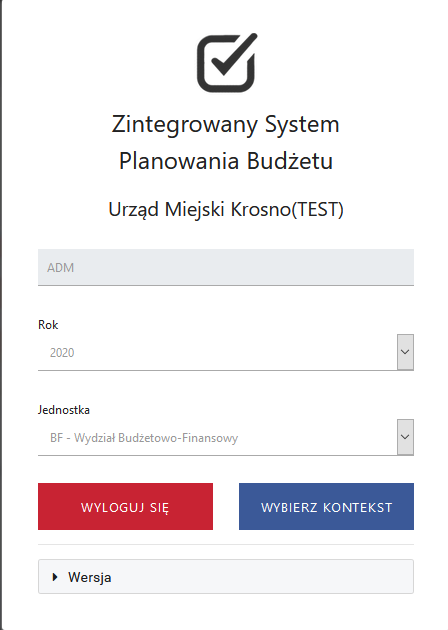 Zintegrowany System
Planowania Budżetu
Urząd Miejski Krosno(TEST)
ADM
Rok
2020
Jednostka
BF - Wydział Budżetowo-Finansowy
WYLOGUJ SIĘ
WYBIERZ KONTEKST
Wersja